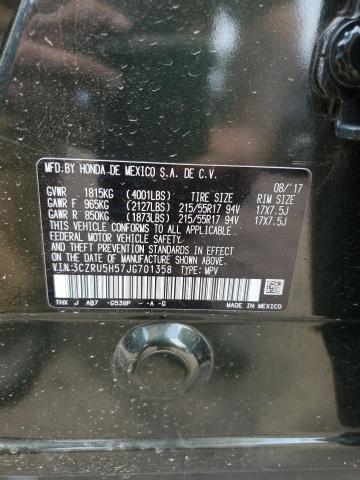 MFD.BY HONDA DE MEXICO S.A. DE C.V.
08/'17
GVWR 1815KG (4001LBS) TIRE SIZE RIM SIZE
GAWR F 965KG (2127LBS) 215/55R17 94V 17X7.5J
GAWR R 850KG (1873LBS) 215/55R17 94V 17X7.5J
THIS VEHICLE CONFORMS TO ALL APPLICABLE
FEDERAL MOTOR VEHICLE SAFETY STANDARDS IN EFFECT
ON THE DATE OF MANUFACTURE SHOWN ABOVE.
V.I.N:3CZRU5H57JG701358 TYPE: MPV
THX J AB7 -G539P --A -G MADE IN MEXICO